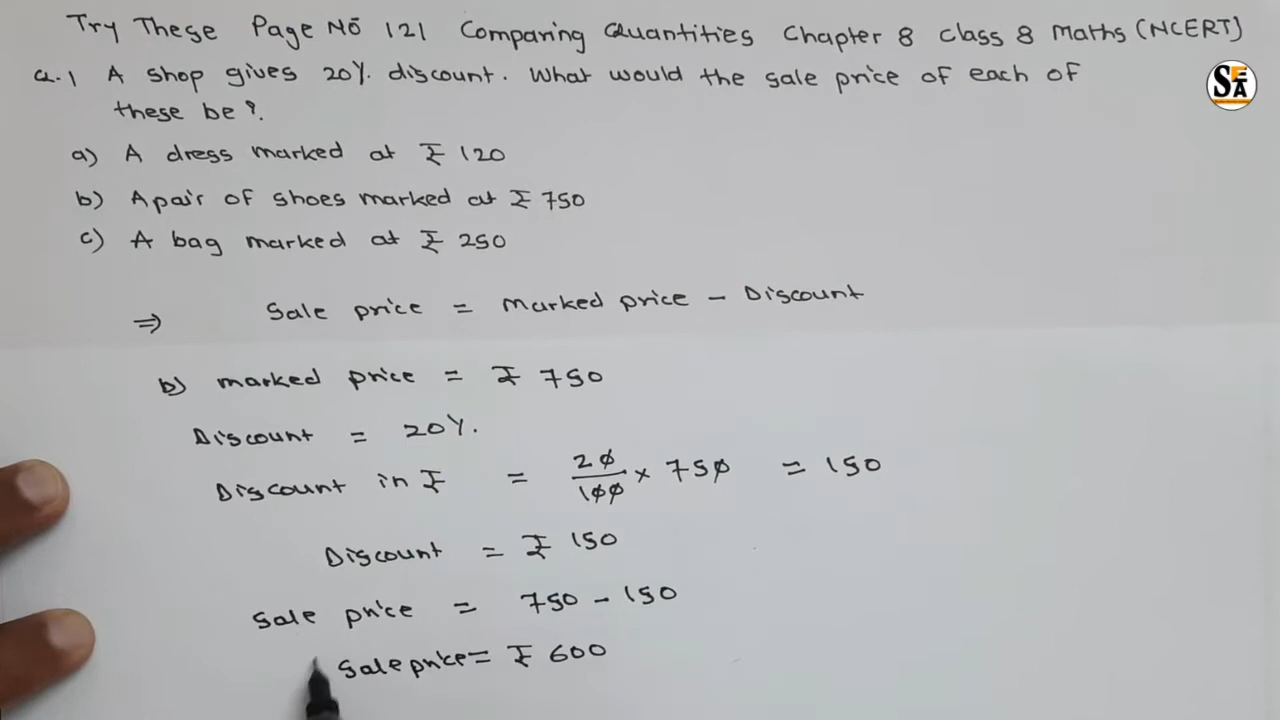 Try These Page No 121 Comparing Quantities Chapter 8 Class 8 Maths (NCERT)
Q.1 A shop gives 20% discount. What would the sale price of each of
these be?
a) A dress marked at ₹ 120
b) A pair of shoes marked at ₹ 750
c) A bag marked at ₹ 250
⇒ Sale price = Marked price - Discount
b) marked price = ₹ 750
Discount = 20%.
Discount in ₹ = 20/100 × 750 = 150
Discount = ₹ 150
Sale price = 750 - 150
Sale price = ₹ 600